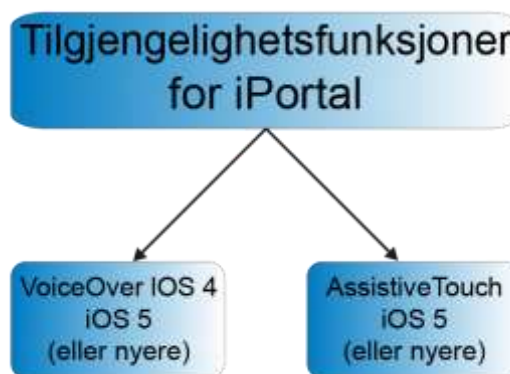 Tilgjengelighetsfunksjoner
for iPortal
VoiceOver IOS 4
iOS 5
(eller nyere)
AssistiveTouch
iOS 5
(eller nyere)